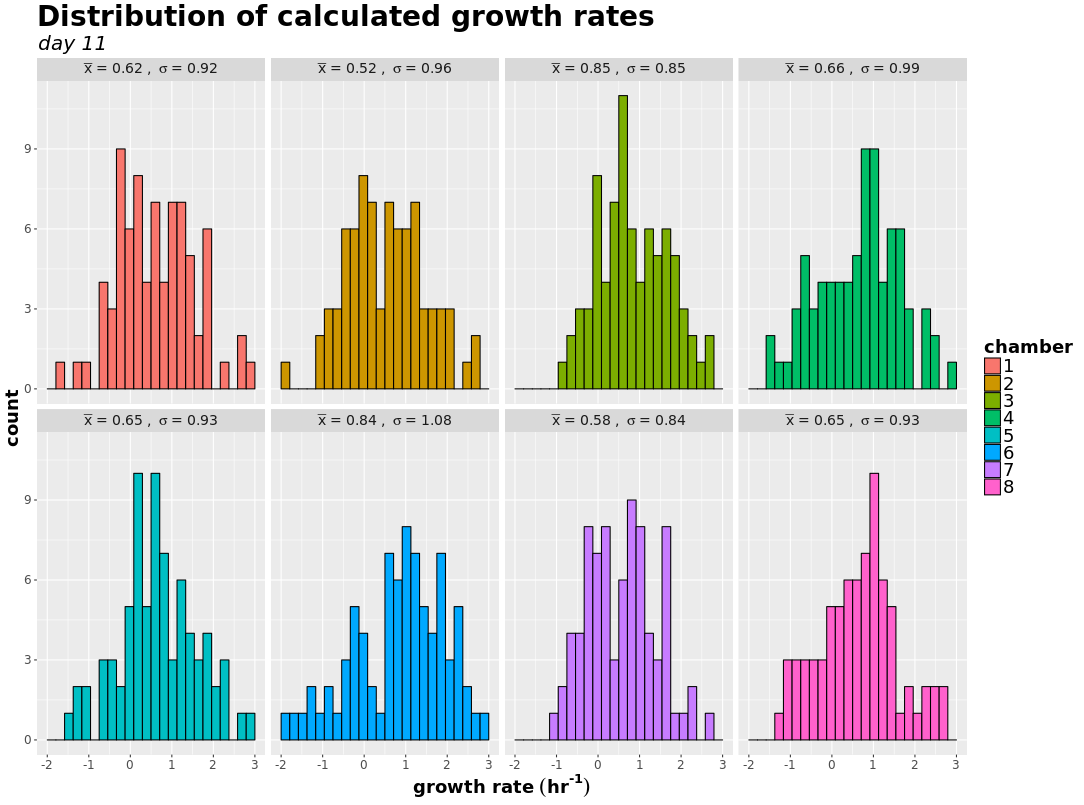 Distribution of calculated growth rates
day 11
x̅ = 0.62 , σ = 0.92
x̅ = 0.52 , σ = 0.96
x̅ = 0.85 , σ = 0.85
x̅ = 0.66 , σ = 0.99
9
6
3
0
x̅ = 0.65 , σ = 0.93
x̅ = 0.84 , σ = 1.08
x̅ = 0.58 , σ = 0.84
x̅ = 0.65 , σ = 0.93
9
6
3
0
-2 -1 0 1 2 3
-2 -1 0 1 2 3
-2 -1 0 1 2 3
-2 -1 0 1 2 3
count
growth rate (hr⁻¹)
chamber
1
2
3
4
5
6
7
8